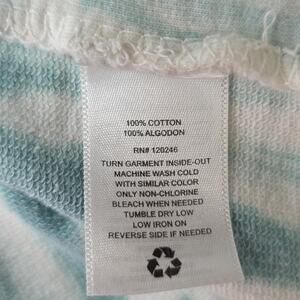 100% COTTON
100% ALGODON
RN# 120246
TURN GARMENT INSIDE-OUT
MACHINE WASH COLD
WITH SIMILAR COLOR
ONLY NON-CHLORINE
BLEACH WHEN NEEDED
TUMBLE DRY LOW
LOW IRON ON
REVERSE SIDE IF NEEDED